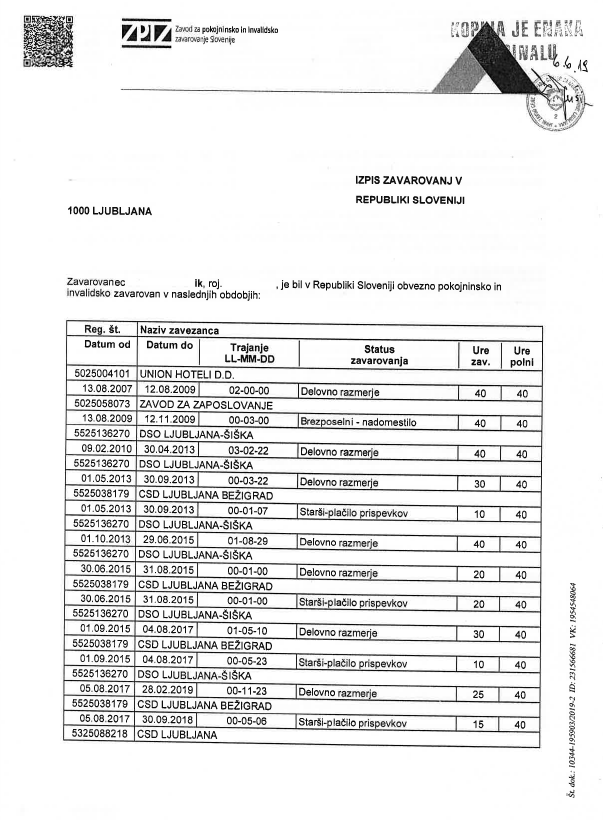 ZPIZ Zavod za pokojninsko in invalidsko
zavarovanje Slovenije
KOPIJA JE ENAKA
6.6.19
IZPIS ZAVAROVANJ V
REPUBLIKI SLOVENIJI
1000 LJUBLJANA
Zavarovanec ik, roj. , je bil v Republiki Sloveniji obvezno pokojninsko in
invalidsko zavarovan v naslednjih obdobjih:
Reg. št. Naziv zavezanca
Datum od Datum do Trajanje LL-MM-DD Status zavarovanja Ure zav. Ure polni
5025004101 UNION HOTELI D.D.
13.08.2007 12.08.2009 02-00-00 Delovno razmerje 40 40
5025058073 ZAVOD ZA ZAPOSLOVANJE
13.08.2009 12.11.2009 00-03-00 Brezposelni - nadomestilo 40 40
5525136270 DSO LJUBLJANA-ŠIŠKA
09.02.2010 30.04.2013 03-02-22 Delovno razmerje 40 40
5525136270 DSO LJUBLJANA-ŠIŠKA
01.05.2013 30.09.2013 00-03-22 Delovno razmerje 30 40
5525038179 CSD LJUBLJANA BEŽIGRAD
01.05.2013 30.09.2013 00-01-07 Starši-plačilo prispevkov 10 40
5525136270 DSO LJUBLJANA-ŠIŠKA
01.10.2013 29.06.2015 01-08-29 Delovno razmerje 40 40
5525136270 DSO LJUBLJANA-ŠIŠKA
30.06.2015 31.08.2015 00-01-00 Delovno razmerje 20 40
5525038179 CSD LJUBLJANA BEŽIGRAD
30.06.2015 31.08.2015 00-01-00 Starši-plačilo prispevkov 20 40
5525136270 DSO LJUBLJANA-ŠIŠKA
01.09.2015 04.08.2017 01-05-10 Delovno razmerje 30 40
5525038179 CSD LJUBLJANA BEŽIGRAD
01.09.2015 04.08.2017 00-05-23 Starši-plačilo prispevkov 10 40
5525136270 DSO LJUBLJANA-ŠIŠKA
05.08.2017 28.02.2019 00-11-23 Delovno razmerje 25 40
5525038179 CSD LJUBLJANA BEŽIGRAD
05.08.2017 30.09.2018 00-05-06 Starši-plačilo prispevkov 15 40
5325088218 CSD LJUBLJANA
Št. dok.: 10344-195903/2019-2 ID: 231566681 VK: 1954548064